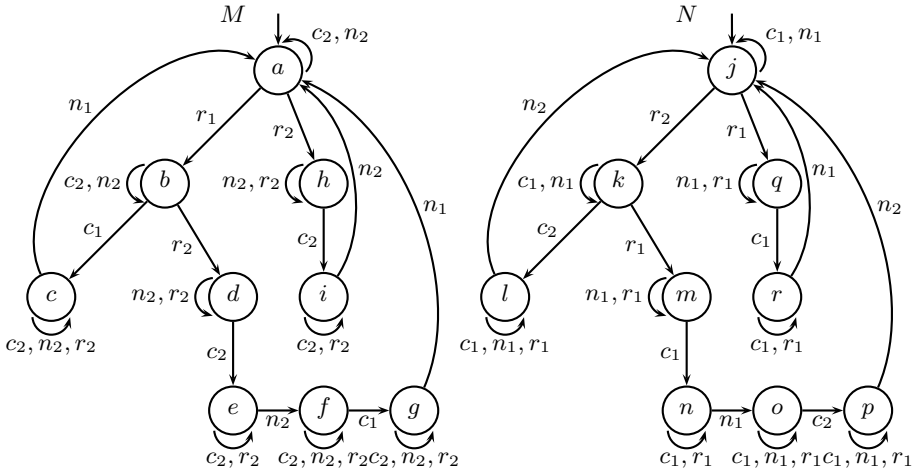 M N
c₂, n₂ c₁, n₁
a j
n₁ r₁ r₂ n₂ r₂ r₁
n₂ n₁
c₂, n₂ b n₂, r₂ h c₁, n₁ k n₁, r₁ q
n₁ n₂
c₁ r₂ c₂ c₂ r₁ c₁
c n₂, r₂ d i l n₁, r₁ m r
c₂, n₂, r₂ c₂, r₂ c₁, n₁, r₁ c₁, r₁
c₂ c₁
e n₂ f c₁ g n n₁ o c₂ p
c₂, r₂ c₂, n₂, r₂ c₂, n₂, r₂ c₁, r₁ c₁, n₁, r₁ c₁, n₁, r₁